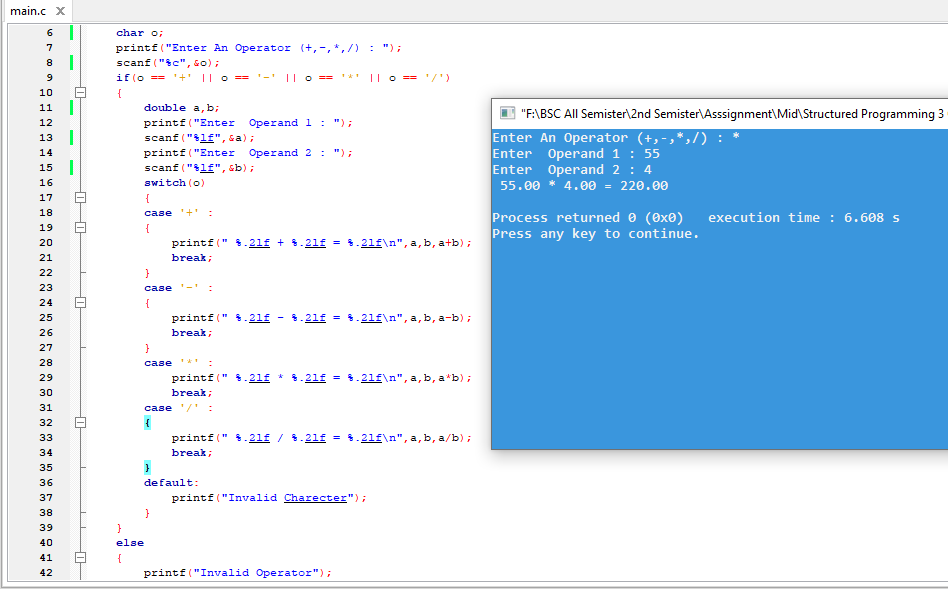 main.c
6 char o;
7 printf("Enter An Operator (+,-,*,/) : ");
8 scanf("%c",&o);
9 if(o == '+' || o == '-' || o == '*' || o == '/')
10 {
11 double a,b;
12 printf("Enter  Operand 1 : ");
13 scanf("%lf",&a);
14 printf("Enter  Operand 2 : ");
15 scanf("%lf",&b);
16 switch(o)
17 {
18 case '+' :
19 {
20 printf(" %.2lf + %.2lf = %.2lf\n",a,b,a+b);
21 break;
22 }
23 case '-' :
24 {
25 printf(" %.2lf - %.2lf = %.2lf\n",a,b,a-b);
26 break;
27 }
28 case '*' :
29 printf(" %.2lf * %.2lf = %.2lf\n",a,b,a*b);
30 break;
31 case '/' :
32 {
33 printf(" %.2lf / %.2lf = %.2lf\n",a,b,a/b);
34 break;
35 }
36 default:
37 printf("Invalid Charecter");
38 }
39 }
40 else
41 {
42 printf("Invalid Operator");
"F:\BSC All Semister\2nd Semister\Asssignment\Mid\Structured Programming 3
Enter An Operator (+,-,*,/) : *
Enter  Operand 1 : 55
Enter  Operand 2 : 4
55.00 * 4.00 = 220.00
Process returned 0 (0x0)   execution time : 6.608 s
Press any key to continue.